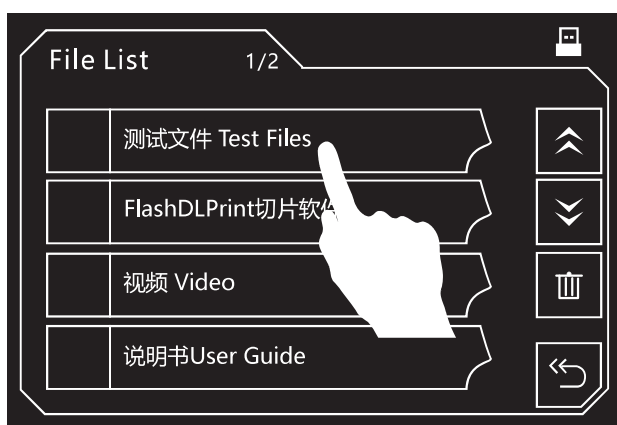 File List 1/2
测试文件 Test Files
FlashDLPrint切片软件
视频 Video
说明书User Guide